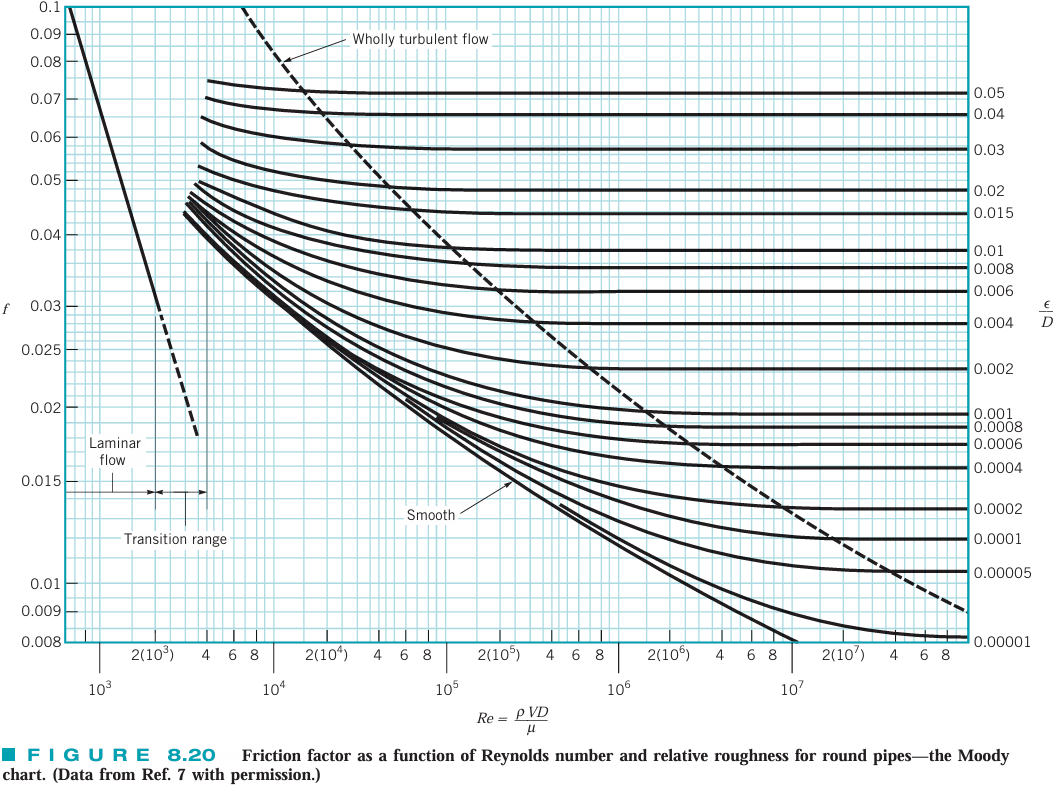 0.1
0.09
0.08
0.07
0.06
0.05
0.04
f
0.03
0.025
0.02
0.015
0.01
0.009
0.008
Wholly turbulent flow
Laminar
flow
Transition range
Smooth
0.05
0.04
0.03
0.02
0.015
0.01
0.008
0.006
0.004
ϵ
D
0.002
0.001
0.0008
0.0006
0.0004
0.0002
0.0001
0.00005
0.00001
2(10³) 4 6 8 2(10⁴) 4 6 8 2(10⁵) 4 6 8 2(10⁶) 4 6 8 2(10⁷) 4 6 8
10³ 10⁴ 10⁵ 10⁶ 10⁷
Re = ρVD
μ
FIGURE 8.20 Friction factor as a function of Reynolds number and relative roughness for round pipes—the Moody
chart. (Data from Ref. 7 with permission.)